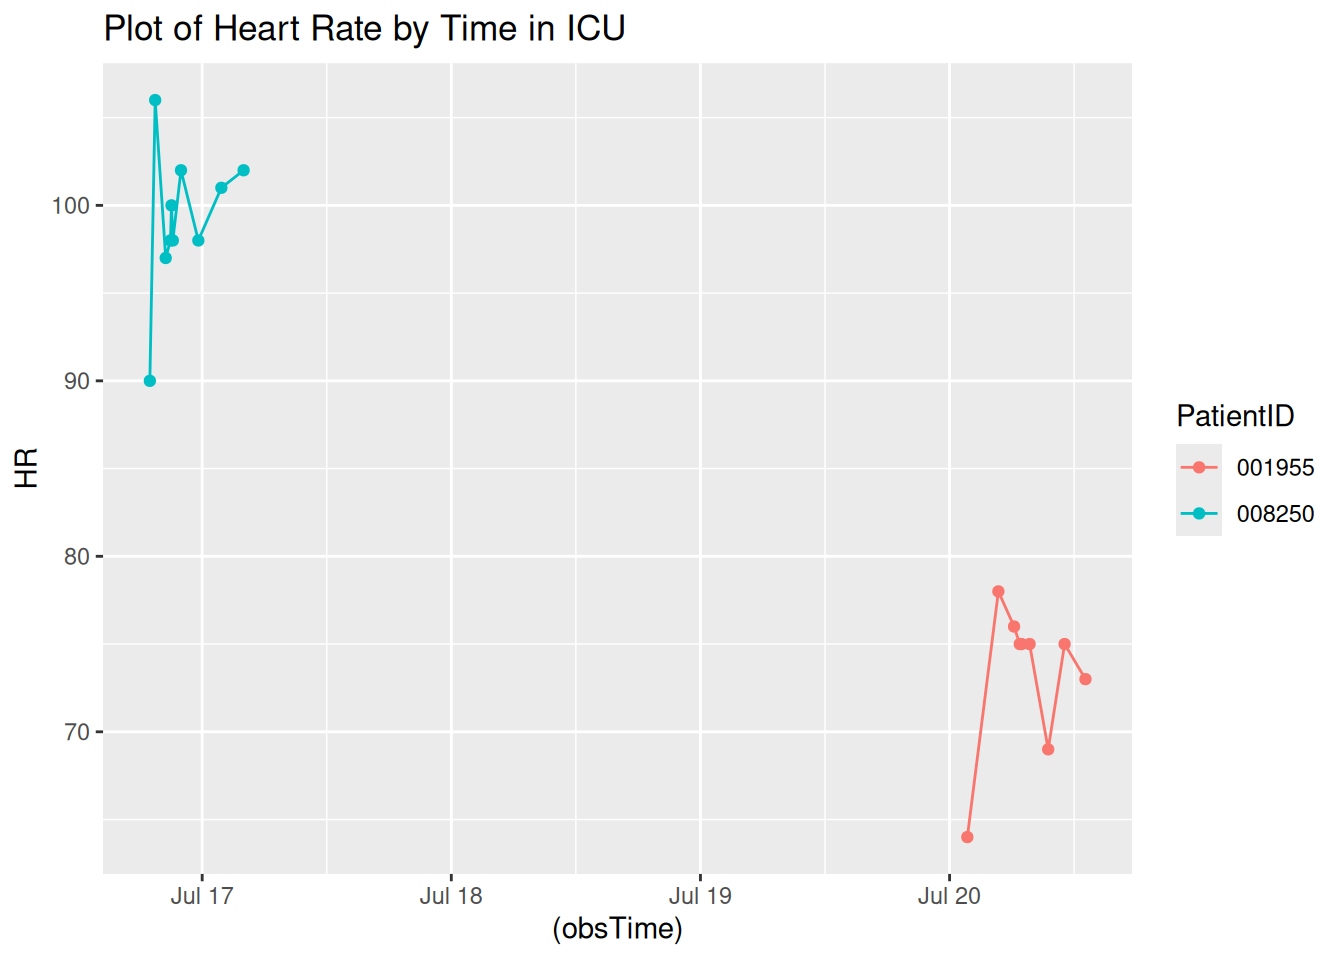 Plot of Heart Rate by Time in ICU
HR
100
90
80
70
Jul 17
Jul 18
Jul 19
Jul 20
(obsTime)
PatientID
001955
008250